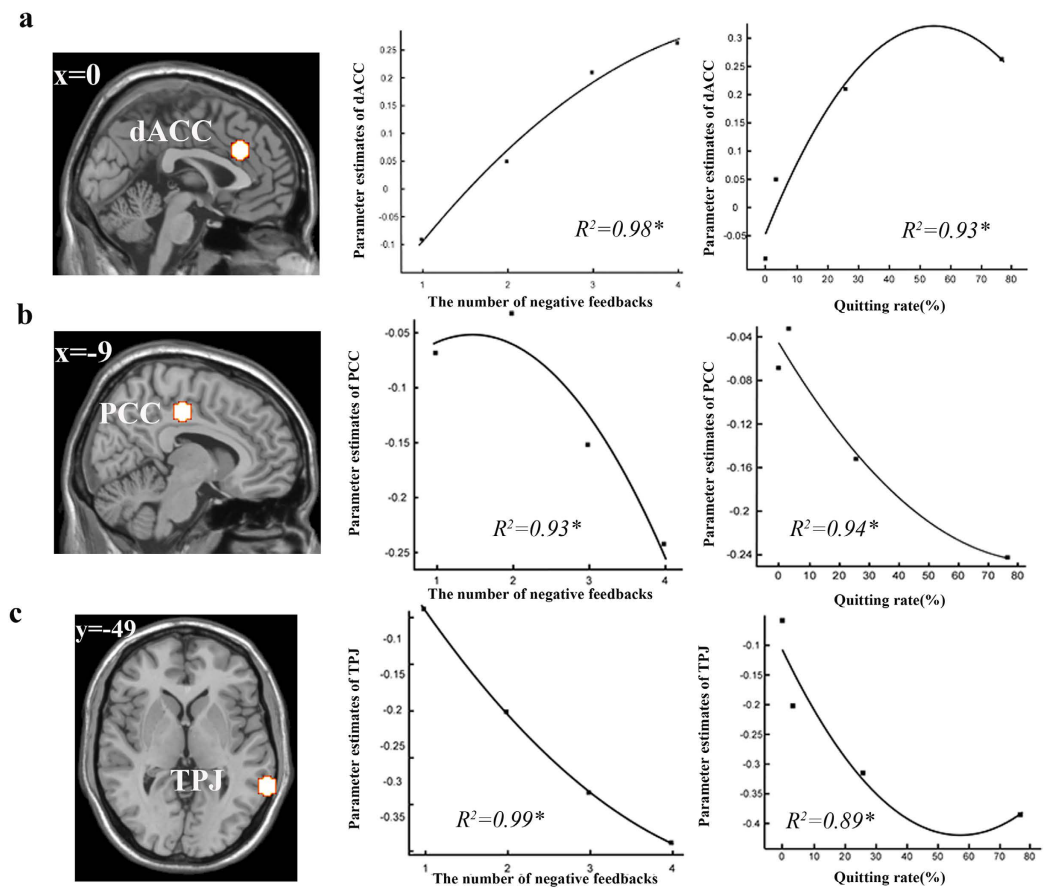 a
x=0
dACC
Parameter estimates of dACC
0.25
0.2
0.15
0.1
0.05
0
-0.05
-0.1
1 2 3 4
R²=0.98*
The number of negative feedbacks
Parameter estimates of dACC
0.3
0.25
0.2
0.15
0.1
0.05
0
-0.05
0 10 20 30 40 50 60 70 80
R²=0.93*
Quitting rate(%)
b
x=-9
PCC
Parameter estimates of PCC
-0.05
-0.1
-0.15
-0.2
-0.25
1 2 3 4
R²=0.93*
The number of negative feedbacks
Parameter estimates of PCC
-0.04
-0.08
-0.12
-0.16
-0.2
-0.24
0 10 20 30 40 50 60 70 80
R²=0.94*
Quitting rate(%)
c
y=-49
TPJ
Parameter estimates of TPJ
-0.1
-0.15
-0.2
-0.25
-0.3
-0.35
1 2 3 4
R²=0.99*
The number of negative feedbacks
Parameter estimates of TPJ
-0.1
-0.15
-0.2
-0.25
-0.3
-0.35
-0.4
0 10 20 30 40 50 60 70 80
R²=0.89*
Quitting rate(%)